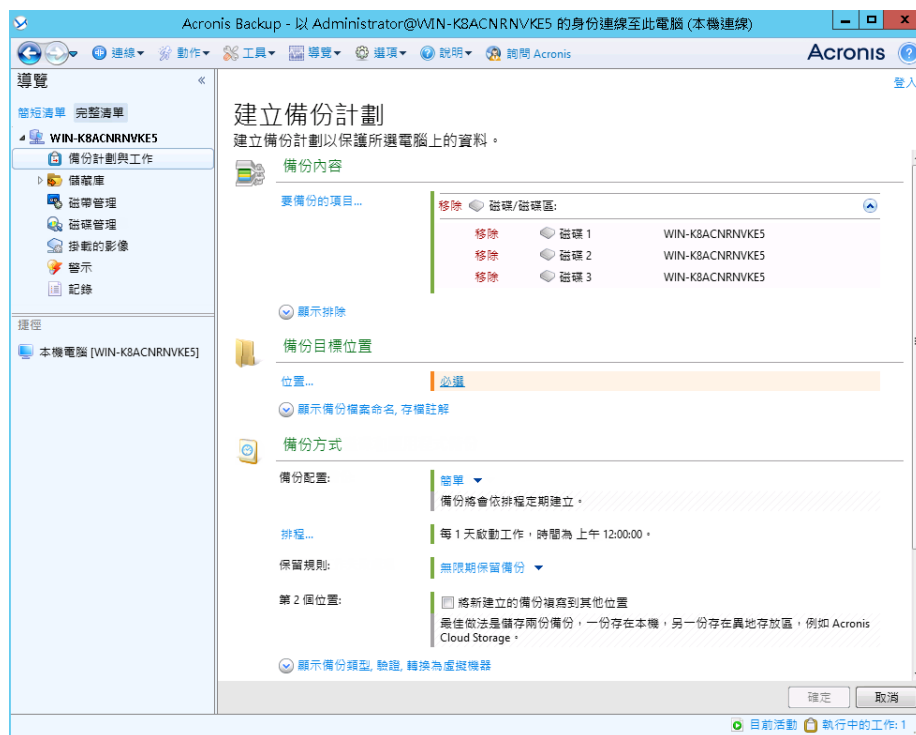 Acronis Backup - 以 Administrator@WIN-K8ACNRNVKE5 的身份連線至此電腦 (本機連線)
連線 動作 工具 導覽 選項 說明 詢問 Acronis Acronis
導覽
登入
簡短清單 完整清單
WIN-K8ACNRNVKE5
備份計劃與工作
儲藏庫
磁帶管理
磁碟管理
掛載的影像
警示
記錄
捷徑
本機電腦 [WIN-K8ACNRNVKE5]
建立備份計劃
建立備份計劃以保護所選電腦上的資料。
備份內容
要備份的項目...
移除 磁碟/磁碟區:
移除 磁碟 1 WIN-K8ACNRNVKE5
移除 磁碟 2 WIN-K8ACNRNVKE5
移除 磁碟 3 WIN-K8ACNRNVKE5
顯示排除
備份目標位置
位置... 必選
顯示備份檔案命名, 存檔註解
備份方式
備份配置: 簡單
備份將會依排程定期建立。
排程... 每 1 天啟動工作，時間為 上午 12:00:00。
保留規則: 無限期保留備份
第 2 個位置: 將新建立的備份複寫到其他位置
最佳做法是儲存兩份備份，一份存在本機，另一份存在異地存放區，例如 Acronis
Cloud Storage。
顯示備份類型, 驗證, 轉換為虛擬機器
確定 取消
目前活動 執行中的工作: 1